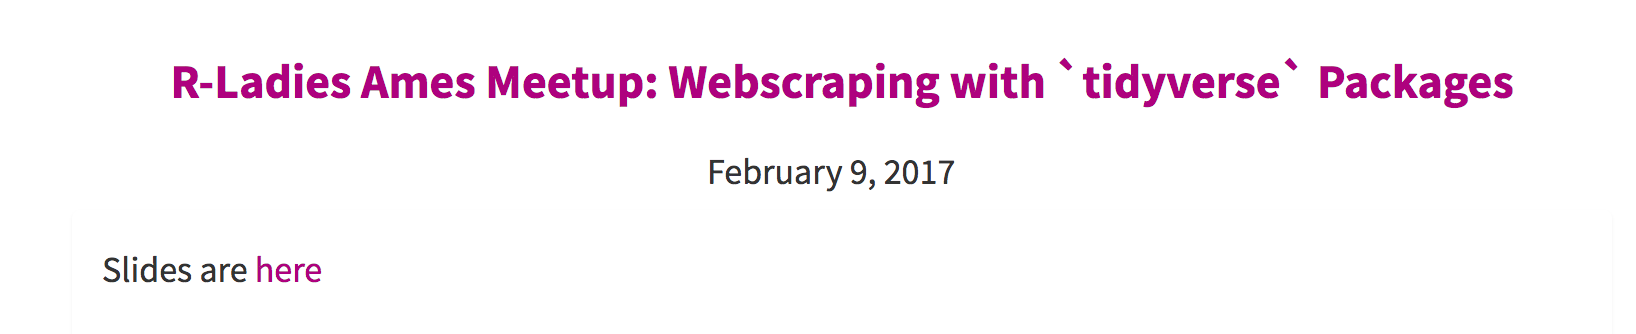 R-Ladies Ames Meetup: Webscraping with `tidyverse` Packages
February 9, 2017
Slides are here